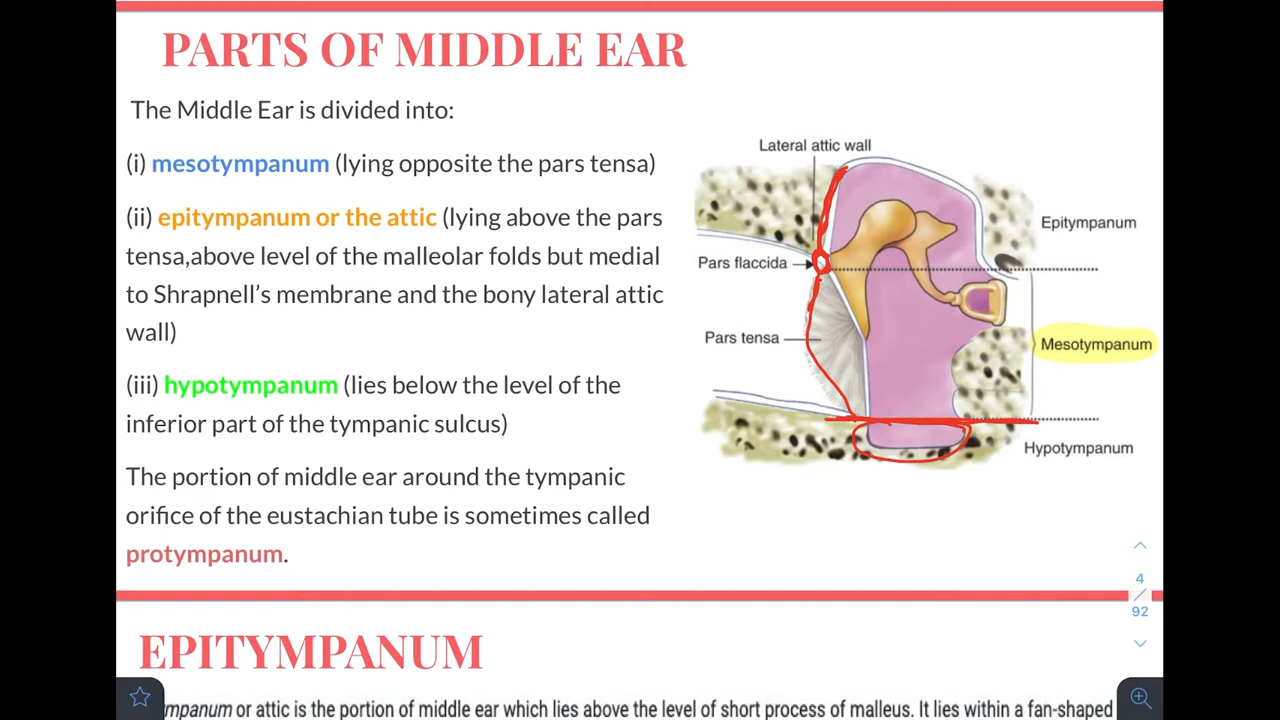 PARTS OF MIDDLE EAR
The Middle Ear is divided into:
(i) mesotympanum (lying opposite the pars tensa)
(ii) epitympanum or the attic (lying above the pars
tensa,above level of the malleolar folds but medial
to Shrapnell’s membrane and the bony lateral attic
wall)
(iii) hypotympanum (lies below the level of the
inferior part of the tympanic sulcus)
The portion of middle ear around the tympanic
orifice of the eustachian tube is sometimes called
protympanum.
Lateral attic wall
Epitympanum
Pars flaccida
Pars tensa
Mesotympanum
Hypotympanum
4
92
EPITYMPANUM
or attic is the portion of middle ear which lies above the level of short process of malleus. It lies within a fan-shaped